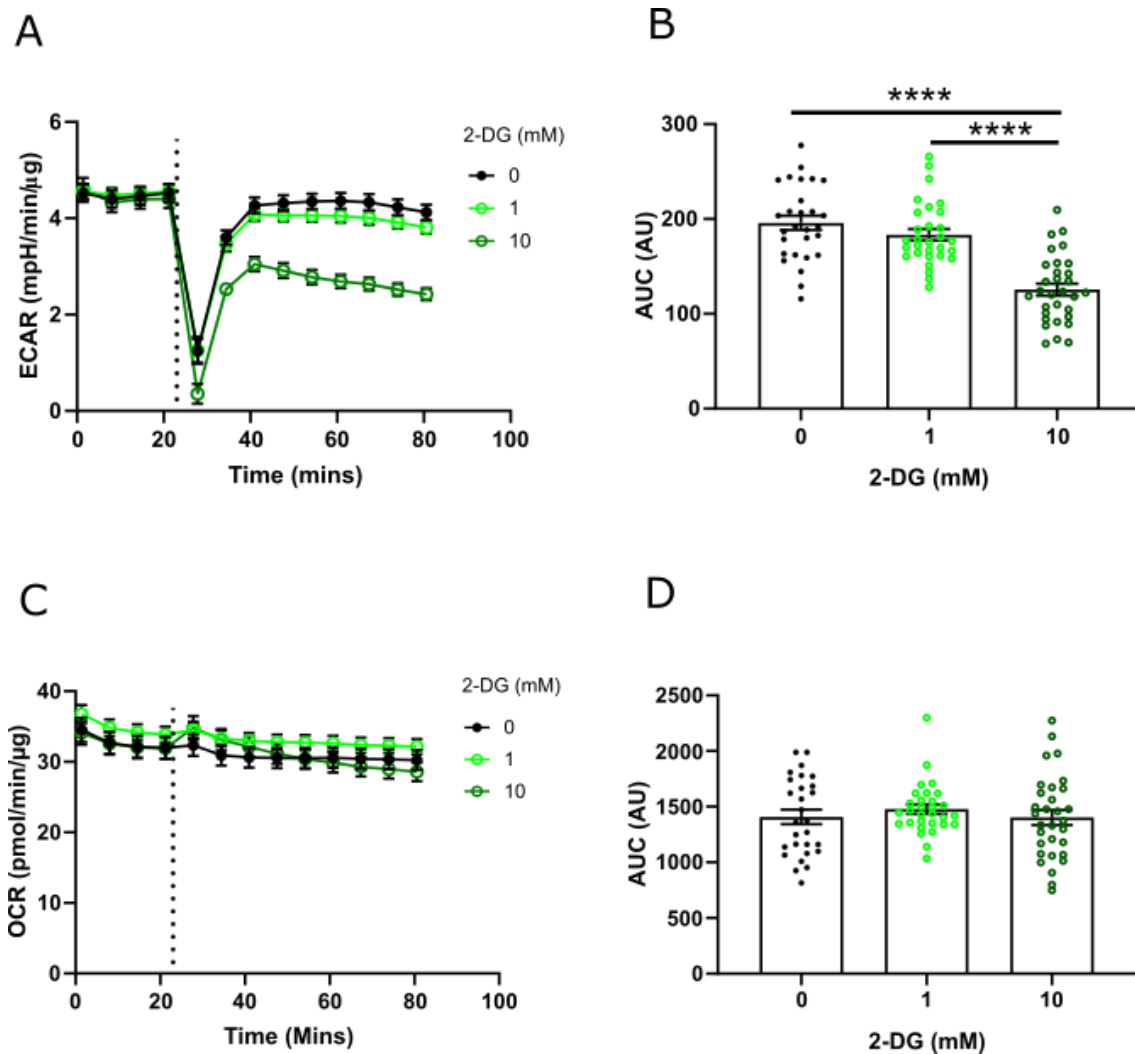 A
ECAR (mpH/min/µg)
6
4
2
0
0 20 40 60 80 100
Time (mins)
2-DG (mM)
0
1
10
B
AUC (AU)
****
****
300
200
100
0
0 1 10
2-DG (mM)
C
OCR (pmol/min/µg)
40
30
20
10
0
0 20 40 60 80 100
Time (Mins)
2-DG (mM)
0
1
10
D
AUC (AU)
2500
2000
1500
1000
500
0
0 1 10
2-DG (mM)